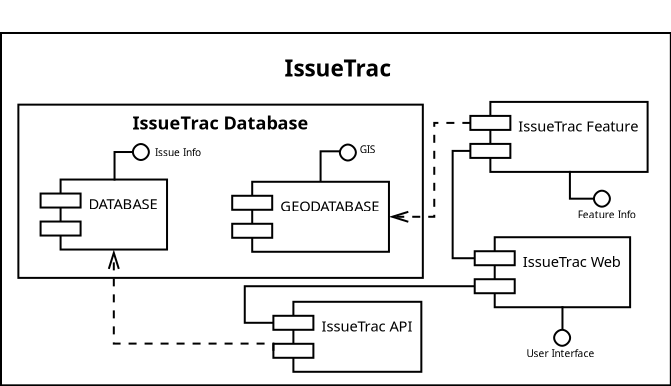 IssueTrac
IssueTrac Database
IssueTrac Feature
Issue Info
GIS
DATABASE
GEODATABASE
Feature Info
IssueTrac Web
IssueTrac API
User Interface